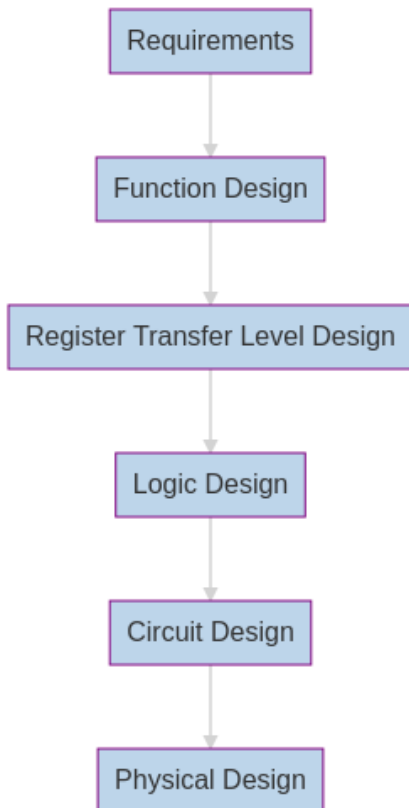 Requirements
Function Design
Register Transfer Level Design
Logic Design
Circuit Design
Physical Design